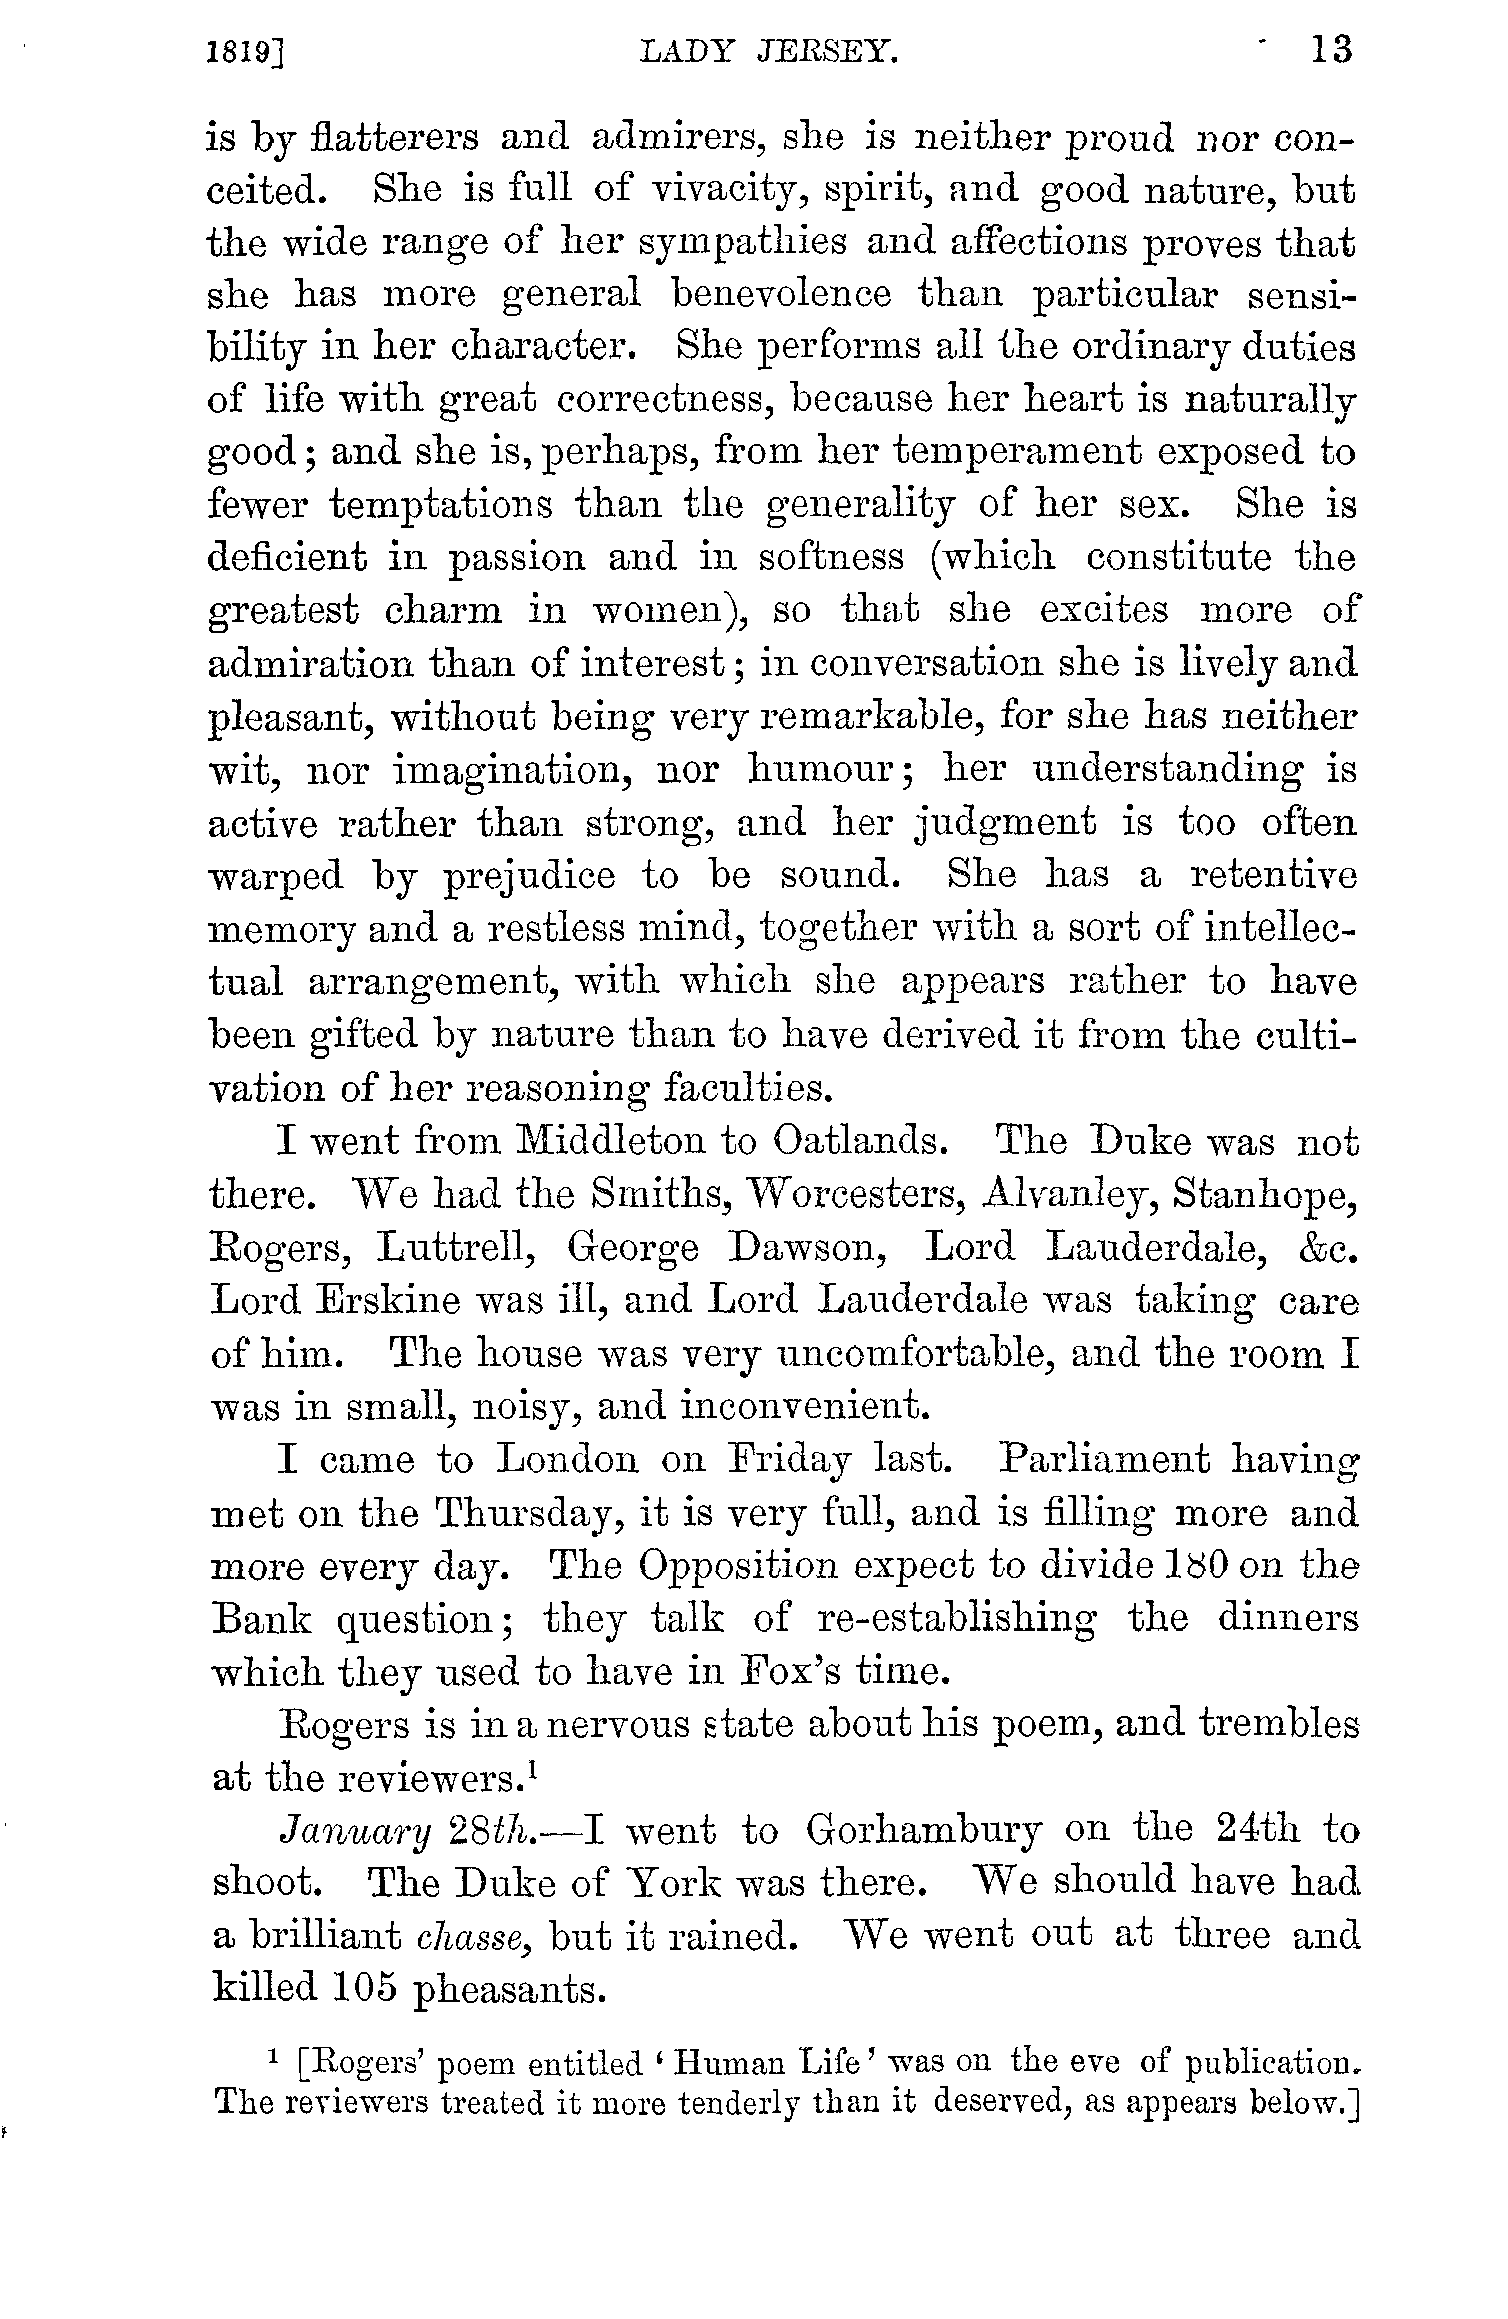 1819] LADY JERSEY. 13
is by flatterers and admirers, she is neither proud nor con-
ceited. She is full of vivacity, spirit, and good nature, but
the wide range of her sympathies and affections proves that
she has more general benevolence than particular sensi-
bility in her character. She performs all the ordinary duties
of life with great correctness, because her heart is naturally
good; and she is, perhaps, from her temperament exposed to
fewer temptations than the generality of her sex. She is
deficient in passion and in softness (which constitute the
greatest charm in women), so that she excites more of
admiration than of interest; in conversation she is lively and
pleasant, without being very remarkable, for she has neither
wit, nor imagination, nor humour; her understanding is
active rather than strong, and her judgment is too often
warped by prejudice to be sound. She has a retentive
memory and a restless mind, together with a sort of intellec-
tual arrangement, with which she appears rather to have
been gifted by nature than to have derived it from the culti-
vation of her reasoning faculties.
I went from Middleton to Oatlands. The Duke was not
there. We had the Smiths, Worcesters, Alvanley, Stanhope,
Rogers, Luttrell, George Dawson, Lord Lauderdale, &c.
Lord Erskine was ill, and Lord Lauderdale was taking care
of him. The house was very uncomfortable, and the room I
was in small, noisy, and inconvenient.
I came to London on Friday last. Parliament having
met on the Thursday, it is very full, and is filling more and
more every day. The Opposition expect to divide 180 on the
Bank question; they talk of re-establishing the dinners
which they used to have in Fox's time.
Rogers is in a nervous state about his poem, and trembles
at the reviewers.¹
January 28th.—I went to Gorhambury on the 24th to
shoot. The Duke of York was there. We should have had
a brilliant chasse, but it rained. We went out at three and
killed 105 pheasants.
¹ [Rogers' poem entitled ‘Human Life’ was on the eve of publication.
The reviewers treated it more tenderly than it deserved, as appears below.]